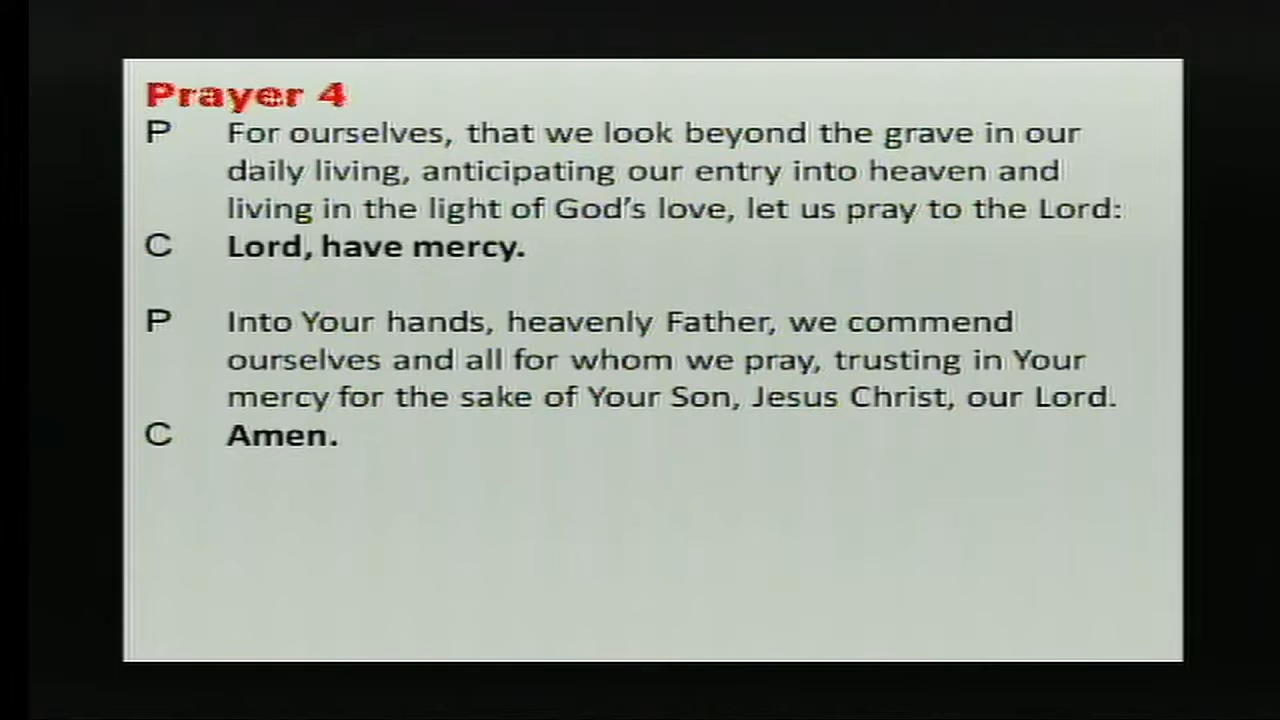 Prayer 4
P For ourselves, that we look beyond the grave in our
daily living, anticipating our entry into heaven and
living in the light of God's love, let us pray to the Lord:
C Lord, have mercy.
P Into Your hands, heavenly Father, we commend
ourselves and all for whom we pray, trusting in Your
mercy for the sake of Your Son, Jesus Christ, our Lord.
C Amen.